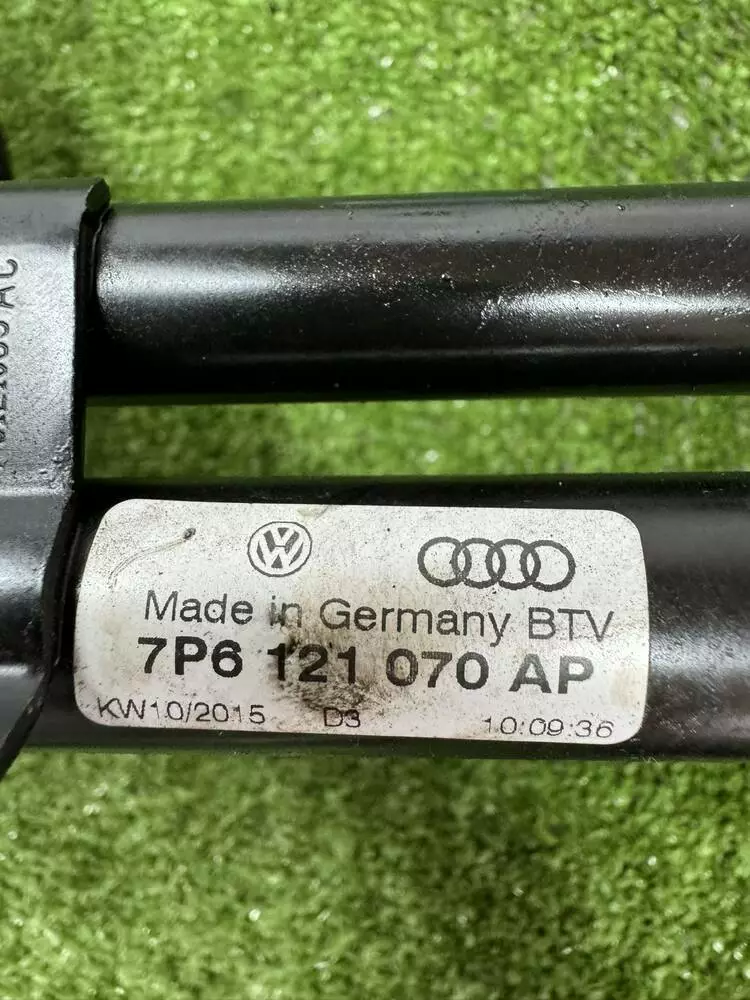 Made in Germany BTV
7P6 121 070 AP
KW10/2015 D3 10:09:36